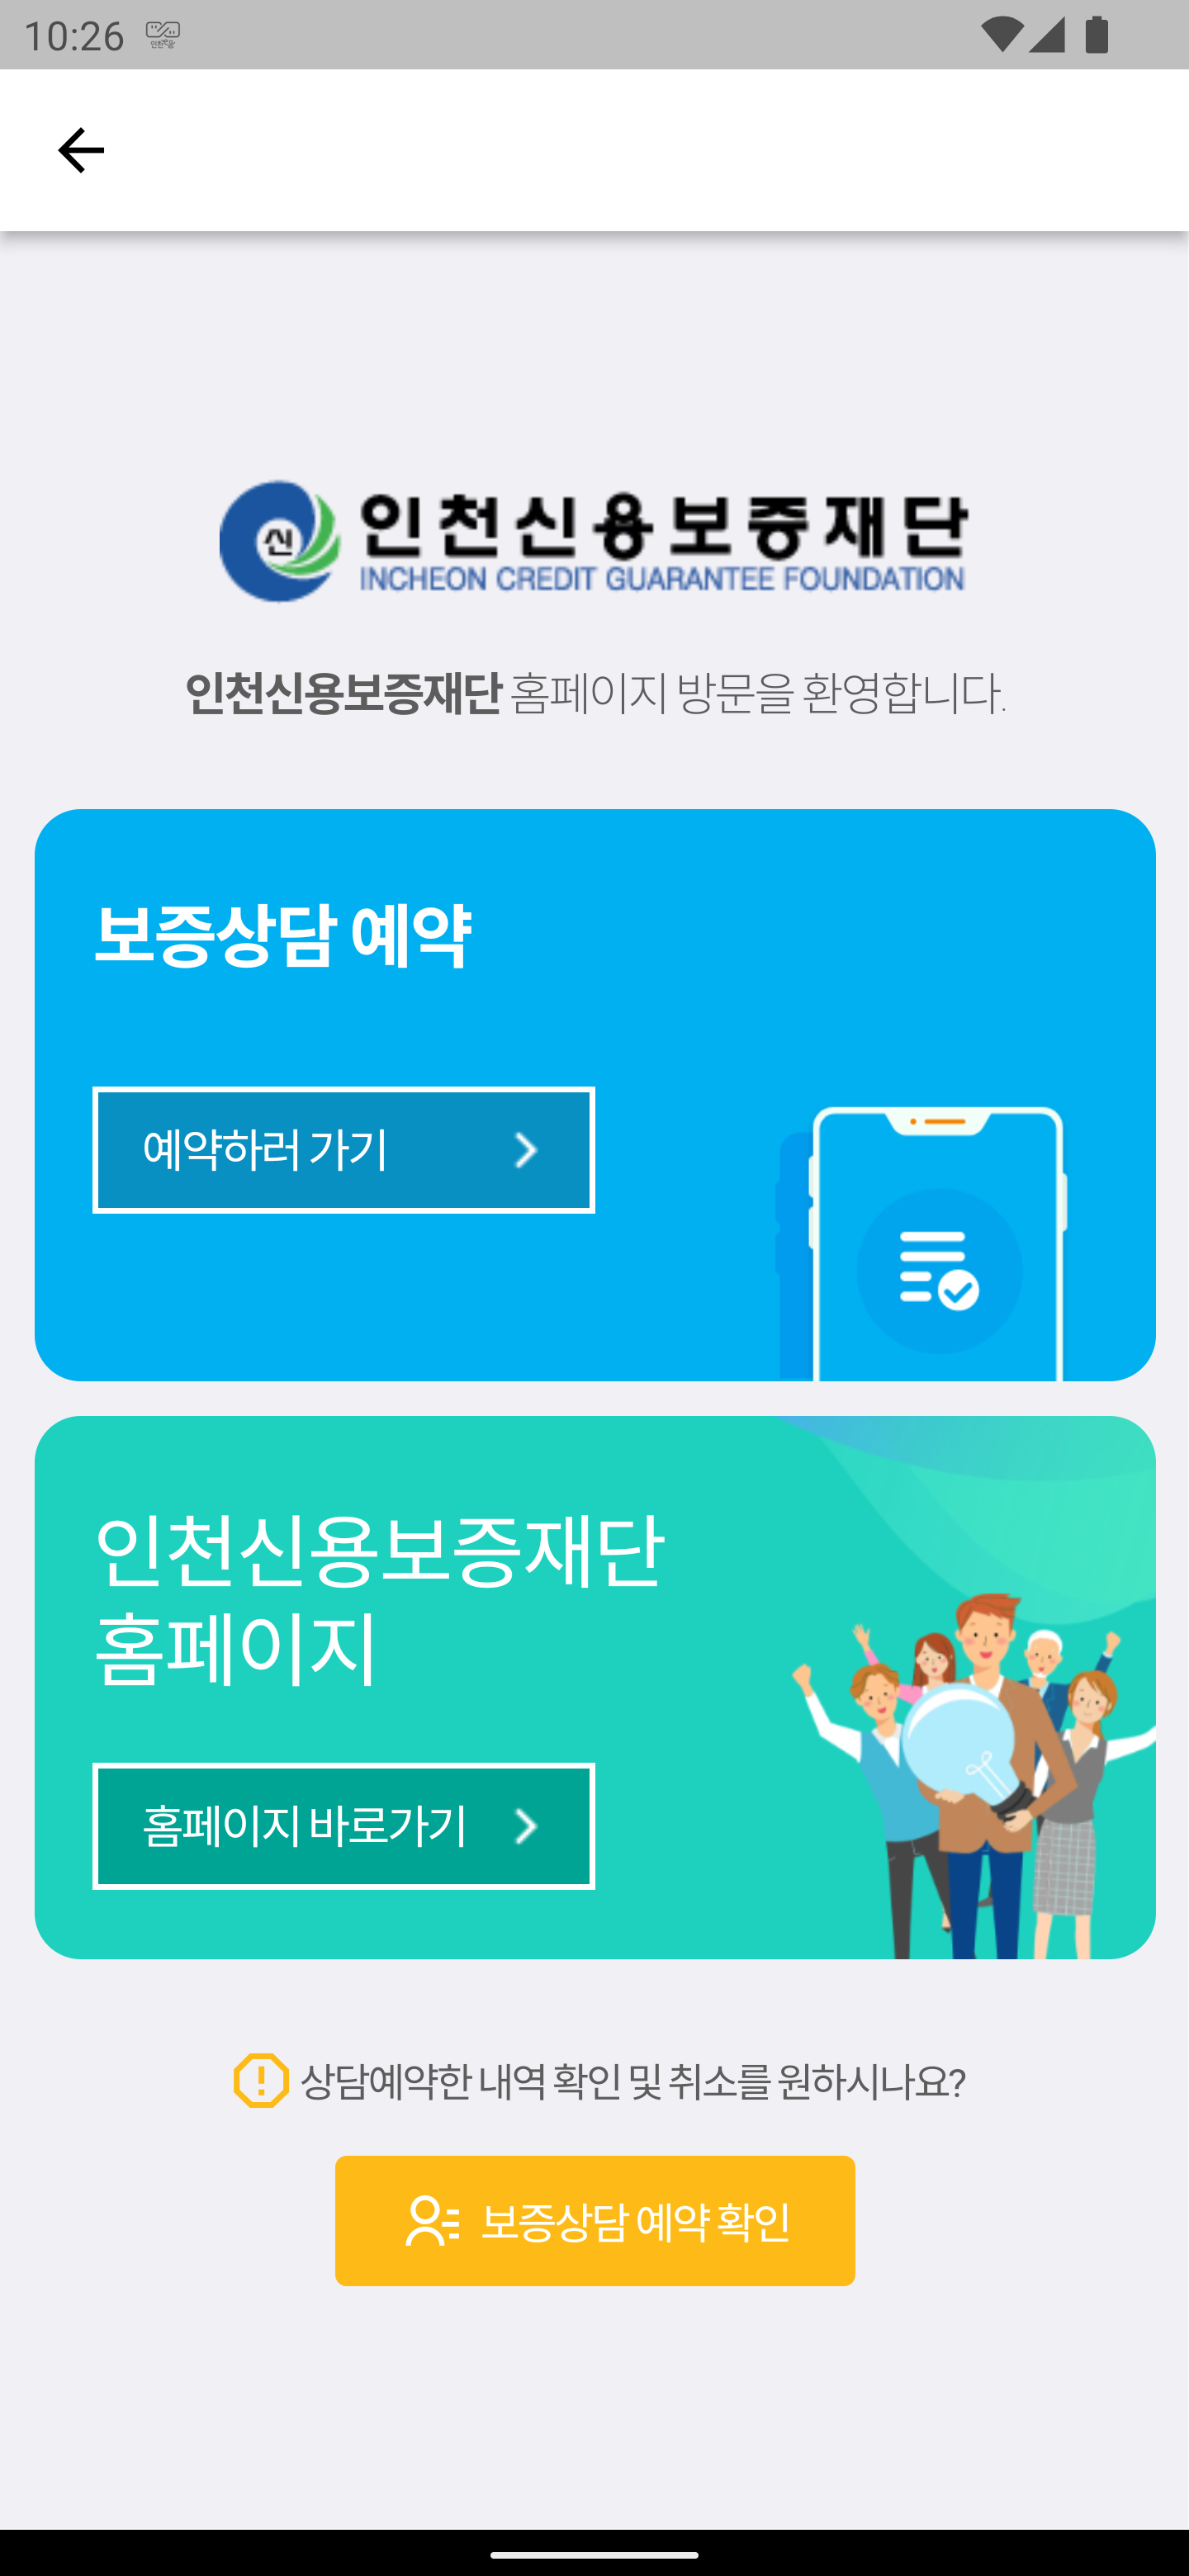 10:26
신
인천신용보증재단
INCHEON CREDIT GUARANTEE FOUNDATION
인천신용보증재단 홈페이지 방문을 환영합니다.
보증상담 예약
예약하러 가기
인천신용보증재단
홈페이지
홈페이지 바로가기
상담예약한 내역 확인 및 취소를 원하시나요?
보증상담 예약 확인